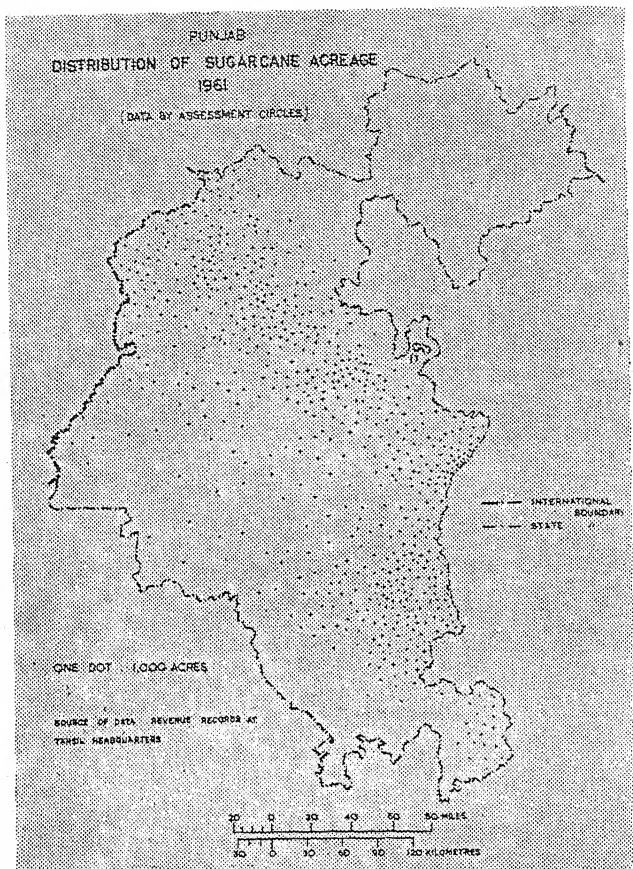 PUNJAB
DISTRIBUTION OF SUGARCANE ACREAGE
1961
(DATA BY ASSESSMENT CIRCLES)
INTERNATIONAL
BOUNDARY
STATE "
ONE DOT : 1,000 ACRES
SOURCE OF DATA REVENUE RECORDS AT
TAHSIL HEADQUARTERS
20 0 20 40 60 80 MILES
30 0 30 60 90 120 KILOMETRES